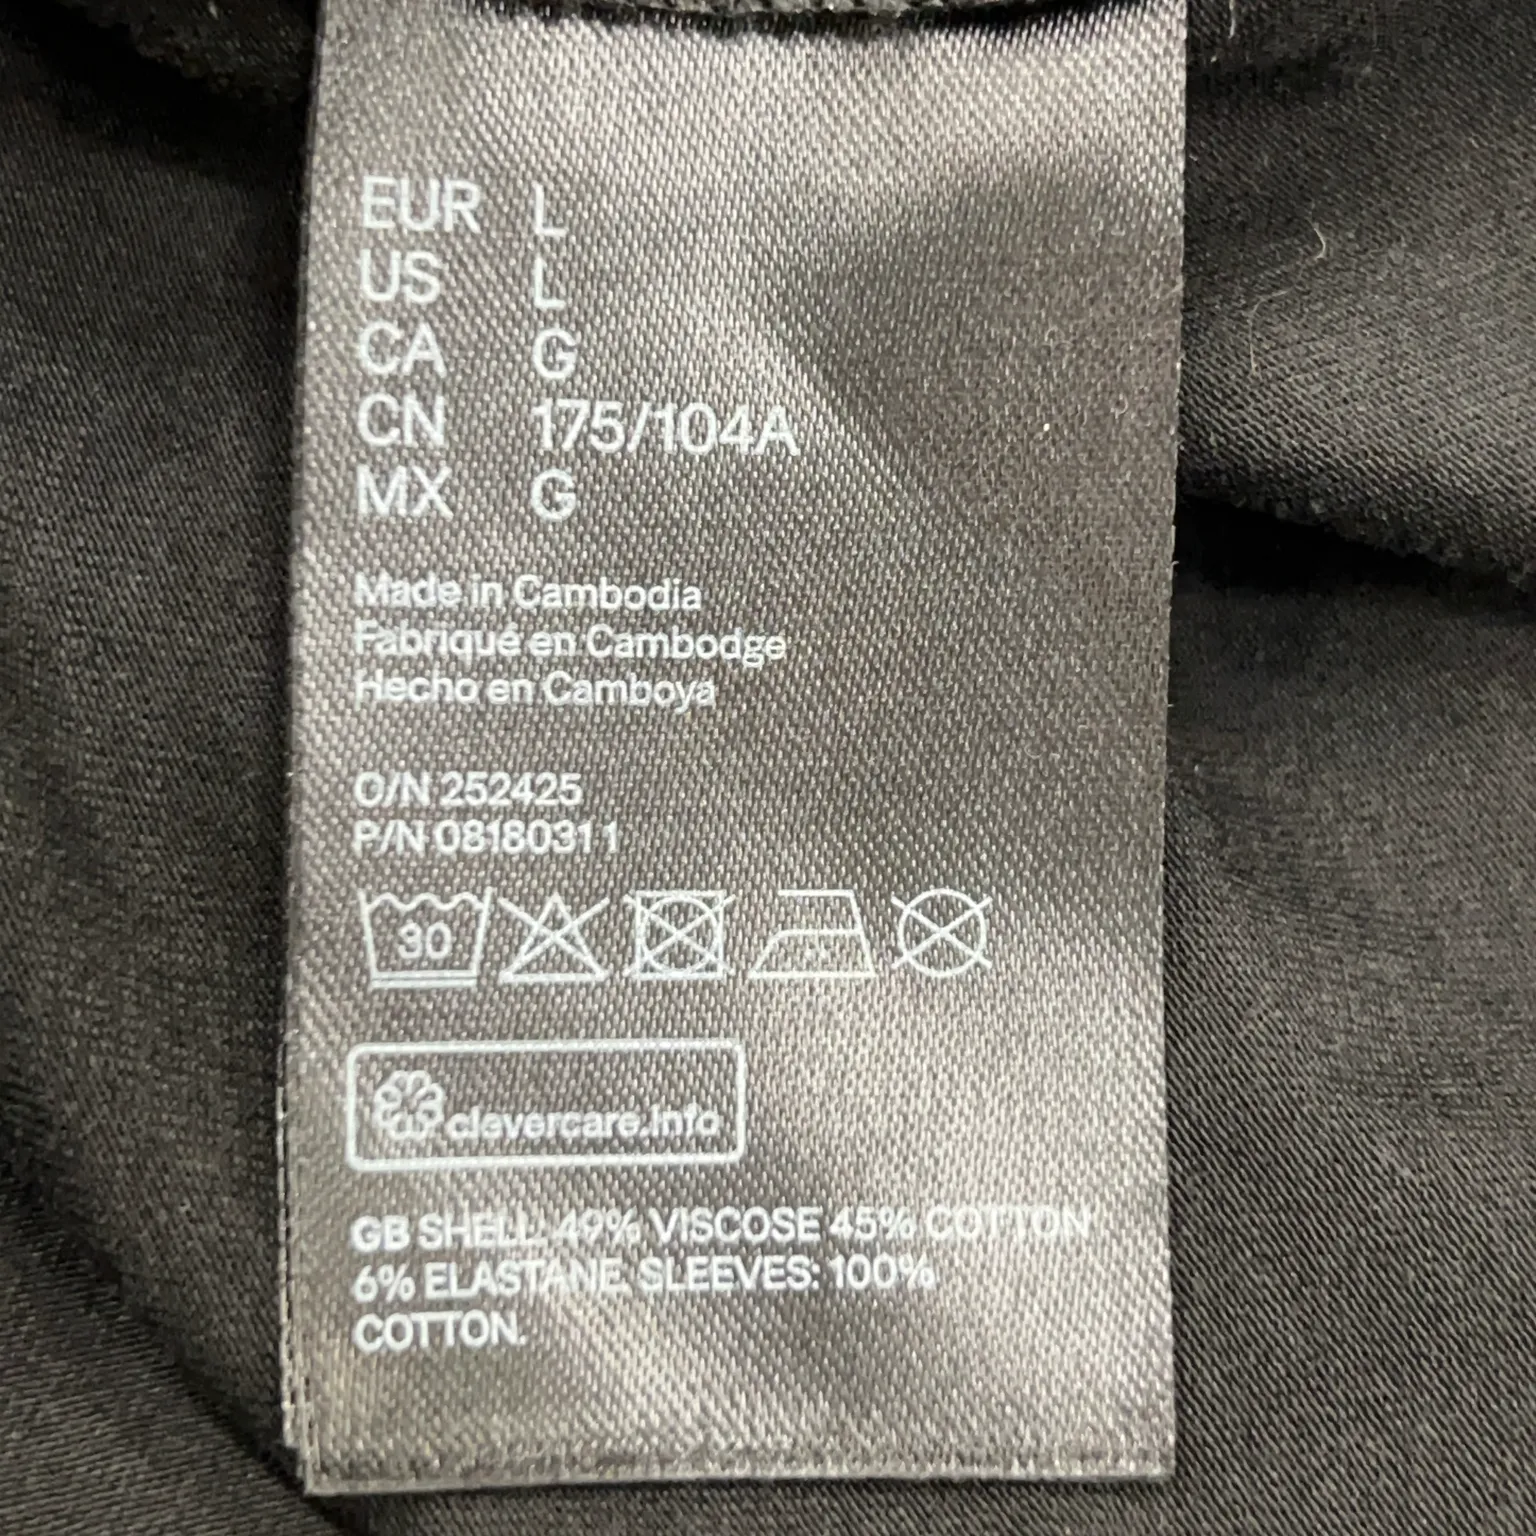 EUR L
US L
CA G
CN 175/104A
MX G
Made in Cambodia
Fabriqué en Cambodge
Hecho en Camboya
O/N 252425
P/N 08180311
30
clevercare.info
GB SHELL: 49% VISCOSE 45% COTTON
6% ELASTANE. SLEEVES: 100%
COTTON.